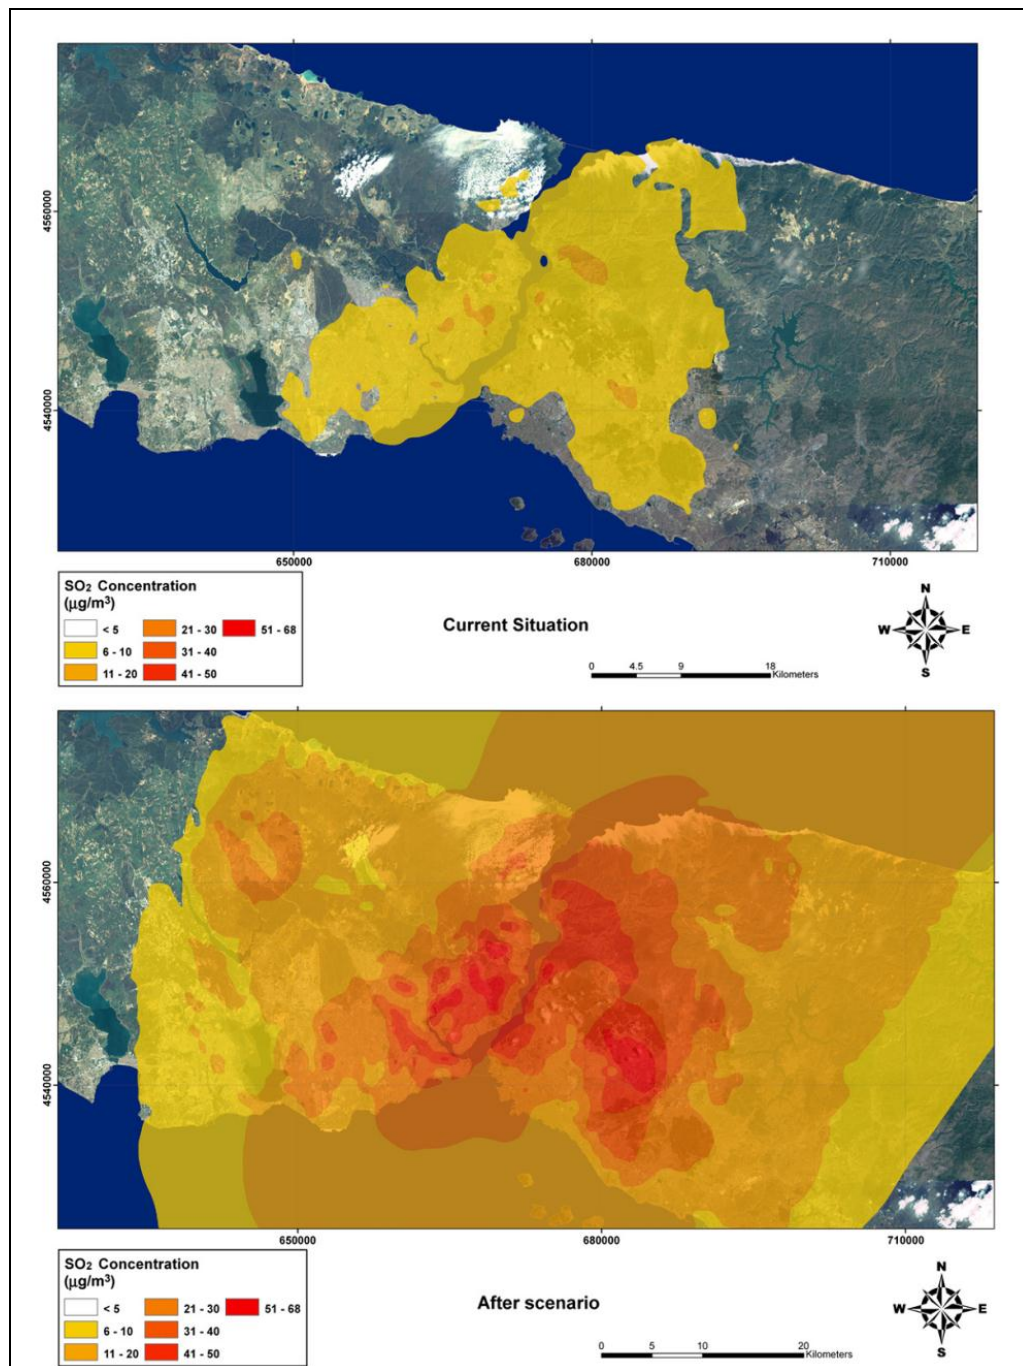 4560000
4540000
650000
680000
710000
SO2 Concentration
(μg/m³)
< 5
21 - 30
51 - 68
6 - 10
31 - 40
11 - 20
41 - 50
Current Situation
0 4.5 9 18
Kilometers
N
W E
S
4560000
4540000
650000
680000
710000
SO2 Concentration
(μg/m³)
< 5
21 - 30
51 - 68
6 - 10
31 - 40
11 - 20
41 - 50
After scenario
0 5 10 20
Kilometers
N
W E
S